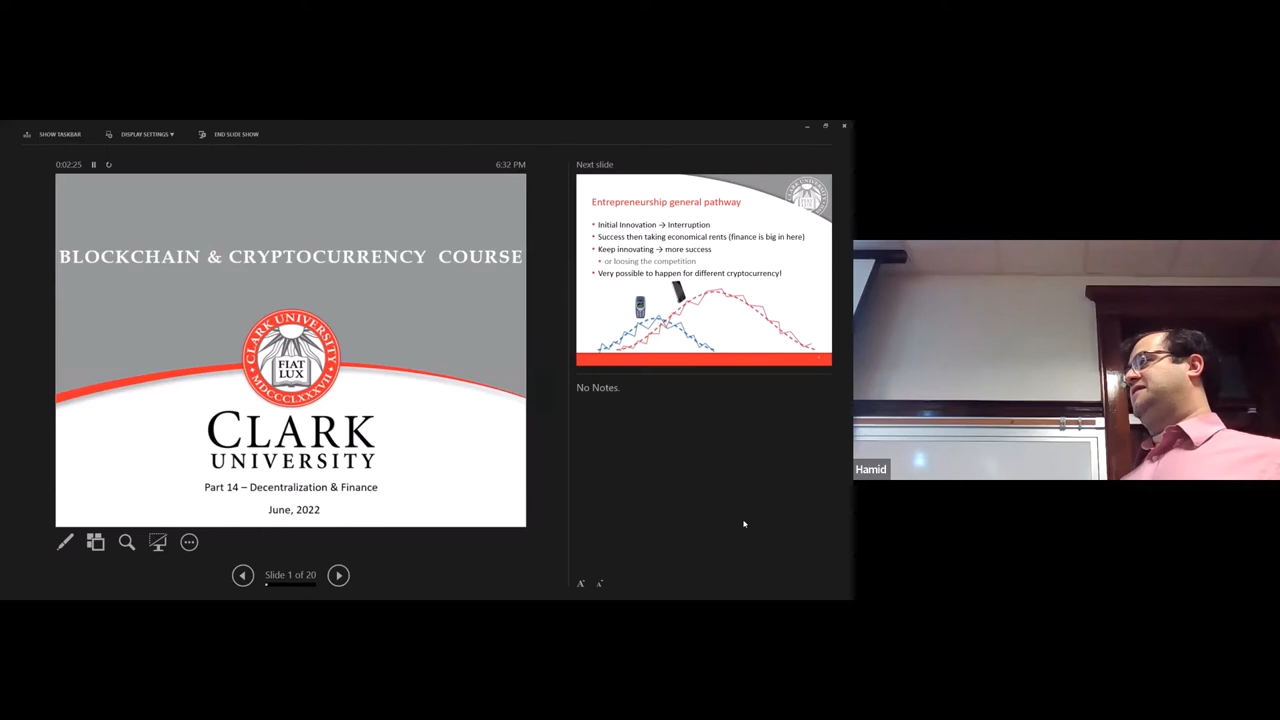 SHOW TASKBAR
DISPLAY SETTINGS ▾
END SLIDE SHOW
0:02:25
6:32 PM
BLOCKCHAIN & CRYPTOCURRENCY COURSE
CLARK UNIVERSITY
FIAT
LUX
MDCCCLXXXVII
CLARK
UNIVERSITY
Part 14 – Decentralization & Finance
June, 2022
Slide 1 of 20
Next slide
Entrepreneurship general pathway
• Initial Innovation → Interruption
• Success then taking economical rents (finance is big in here)
• Keep innovating → more success
• or loosing the competition
• Very possible to happen for different cryptocurrency!
No Notes.
A
A
Hamid